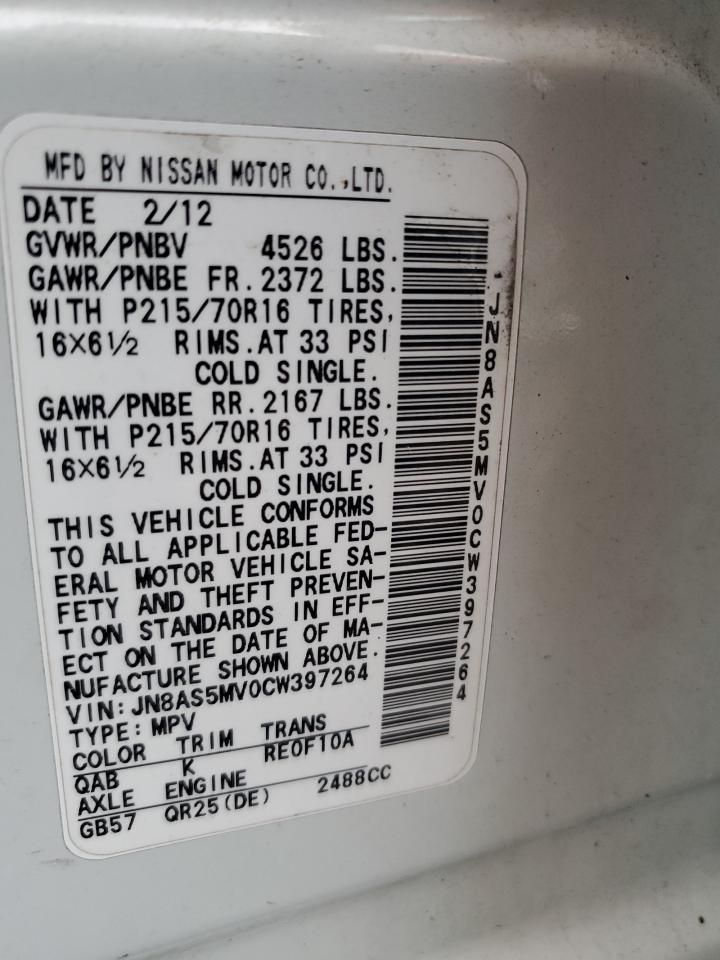 MFD BY NISSAN MOTOR CO.,LTD.
DATE 2/12
GVWR/PNBV 4526 LBS.
GAWR/PNBE FR.2372 LBS.
WITH P215/70R16 TIRES,
16×6½ RIMS.AT 33 PSI
COLD SINGLE.
GAWR/PNBE RR.2167 LBS.
WITH P215/70R16 TIRES,
16×6½ RIMS.AT 33 PSI
COLD SINGLE.
THIS VEHICLE CONFORMS
TO ALL APPLICABLE FED-
ERAL MOTOR VEHICLE SA-
FETY AND THEFT PREVEN-
TION STANDARDS IN EFF-
ECT ON THE DATE OF MA-
NUFACTURE SHOWN ABOVE.
VIN:JN8AS5MV0CW397264
TYPE:MPV
COLOR TRIM TRANS
QAB K RE0F10A
AXLE ENGINE
GB57 QR25(DE) 2488CC
JN8AS5MV0CW397264